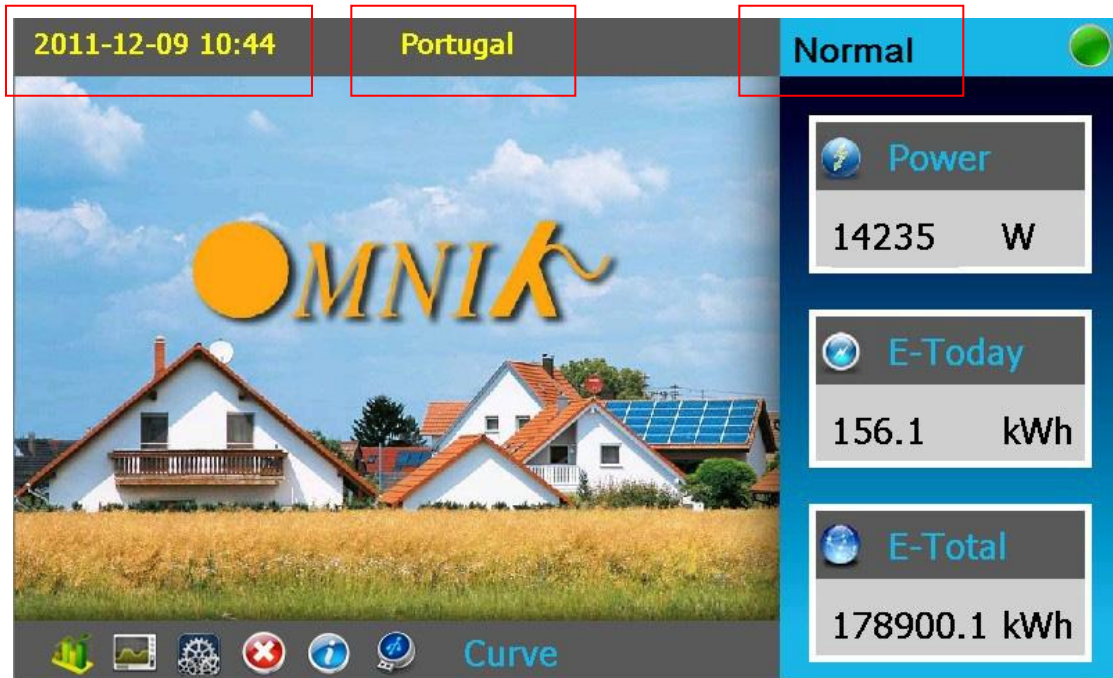 2011-12-09 10:44
Portugal
Normal
OMNIK
Power
14235 W
E-Today
156.1 kWh
E-Total
178900.1 kWh
Curve